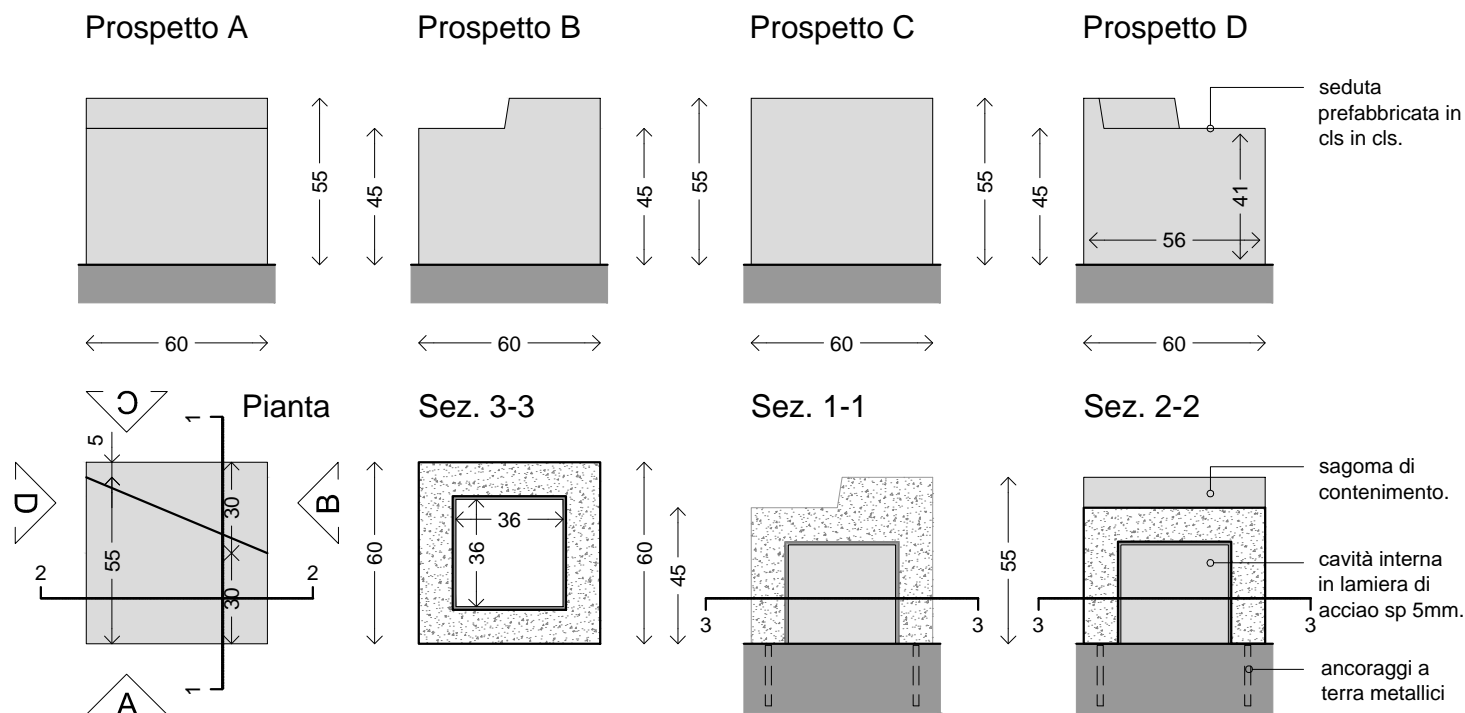 Prospetto A
Prospetto B
Prospetto C
Prospetto D
seduta
prefabbricata in
cls in cls.
55
45
45
55
55
45
41
56
60
60
60
60
C
1
Pianta
Sez. 3-3
Sez. 1-1
Sez. 2-2
5
D
B
30
55
30
2
2
1
A
36
36
60
60
45
55
3
3
3
3
sagoma di
contenimento.
cavità interna
in lamiera di
acciao sp 5mm.
ancoraggi a
terra metallici